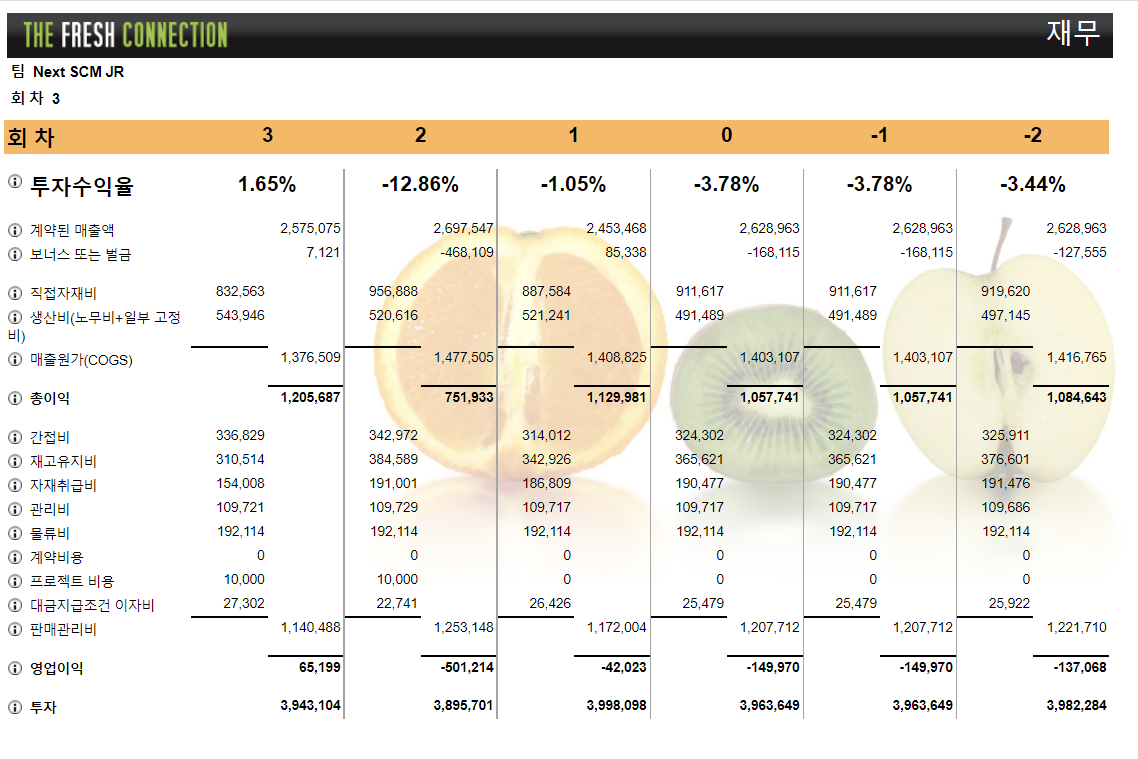 THE FRESH CONNECTION 재무
팀 Next SCM JR
회 차 3
회 차 3 2 1 0 -1 -2
투자수익율 1.65% -12.86% -1.05% -3.78% -3.78% -3.44%
계약된 매출액 2,575,075 2,697,547 2,453,468 2,628,963 2,628,963 2,628,963
보너스 또는 벌금 7,121 -468,109 85,338 -168,115 -168,115 -127,555
직접자재비 832,563 956,888 887,584 911,617 911,617 919,620
생산비(노무비+일부 고정 543,946 520,616 521,241 491,489 491,489 497,145
비)
매출원가(COGS) 1,376,509 1,477,505 1,408,825 1,403,107 1,403,107 1,416,765
총이익 1,205,687 751,933 1,129,981 1,057,741 1,057,741 1,084,643
간접비 336,829 342,972 314,012 324,302 324,302 325,911
재고유지비 310,514 384,589 342,926 365,621 365,621 376,601
자재취급비 154,008 191,001 186,809 190,477 190,477 191,476
관리비 109,721 109,729 109,717 109,717 109,717 109,686
물류비 192,114 192,114 192,114 192,114 192,114 192,114
계약비용 0 0 0 0 0 0
프로젝트 비용 10,000 10,000 0 0 0 0
대금지급조건 이자비 27,302 22,741 26,426 25,479 25,479 25,922
판매관리비 1,140,488 1,253,148 1,172,004 1,207,712 1,207,712 1,221,710
영업이익 65,199 -501,214 -42,023 -149,970 -149,970 -137,068
투자 3,943,104 3,895,701 3,998,098 3,963,649 3,963,649 3,982,284